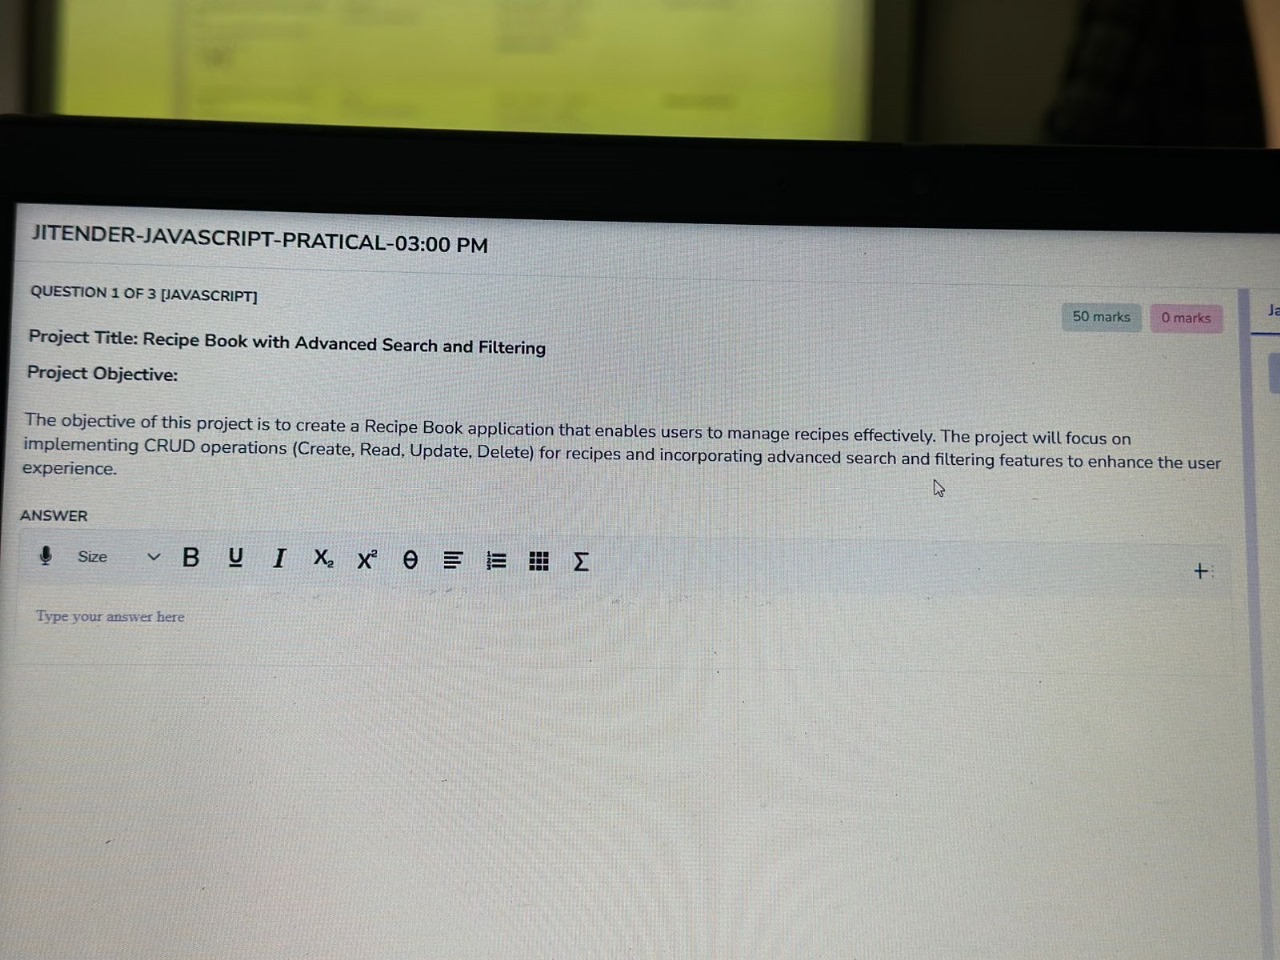 JITENDER-JAVASCRIPT-PRATICAL-03:00 PM
QUESTION 1 OF 3 [JAVASCRIPT]
50 marks 0 marks
Ja
Project Title: Recipe Book with Advanced Search and Filtering
Project Objective:
The objective of this project is to create a Recipe Book application that enables users to manage recipes effectively. The project will focus on
implementing CRUD operations (Create, Read, Update, Delete) for recipes and incorporating advanced search and filtering features to enhance the user
experience.
ANSWER
Size B U I X₂ X² Θ Σ +
Type your answer here